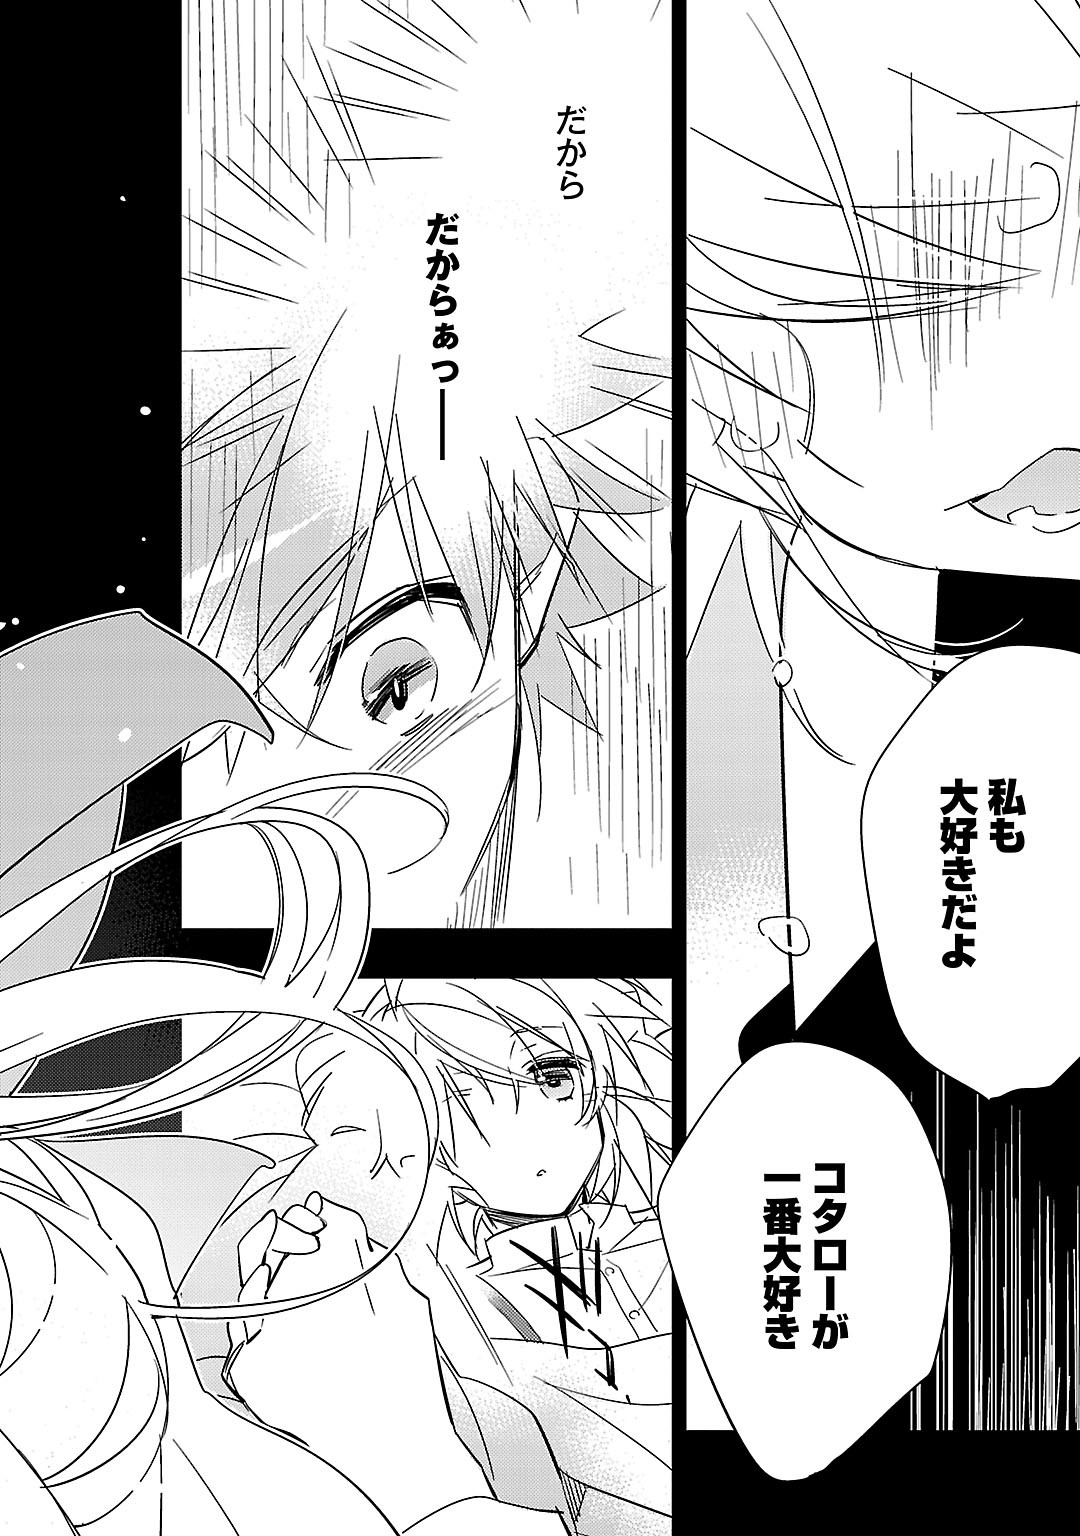 私も
大好きだよ
コタローが
一番大好き
だから
だからぁっ――